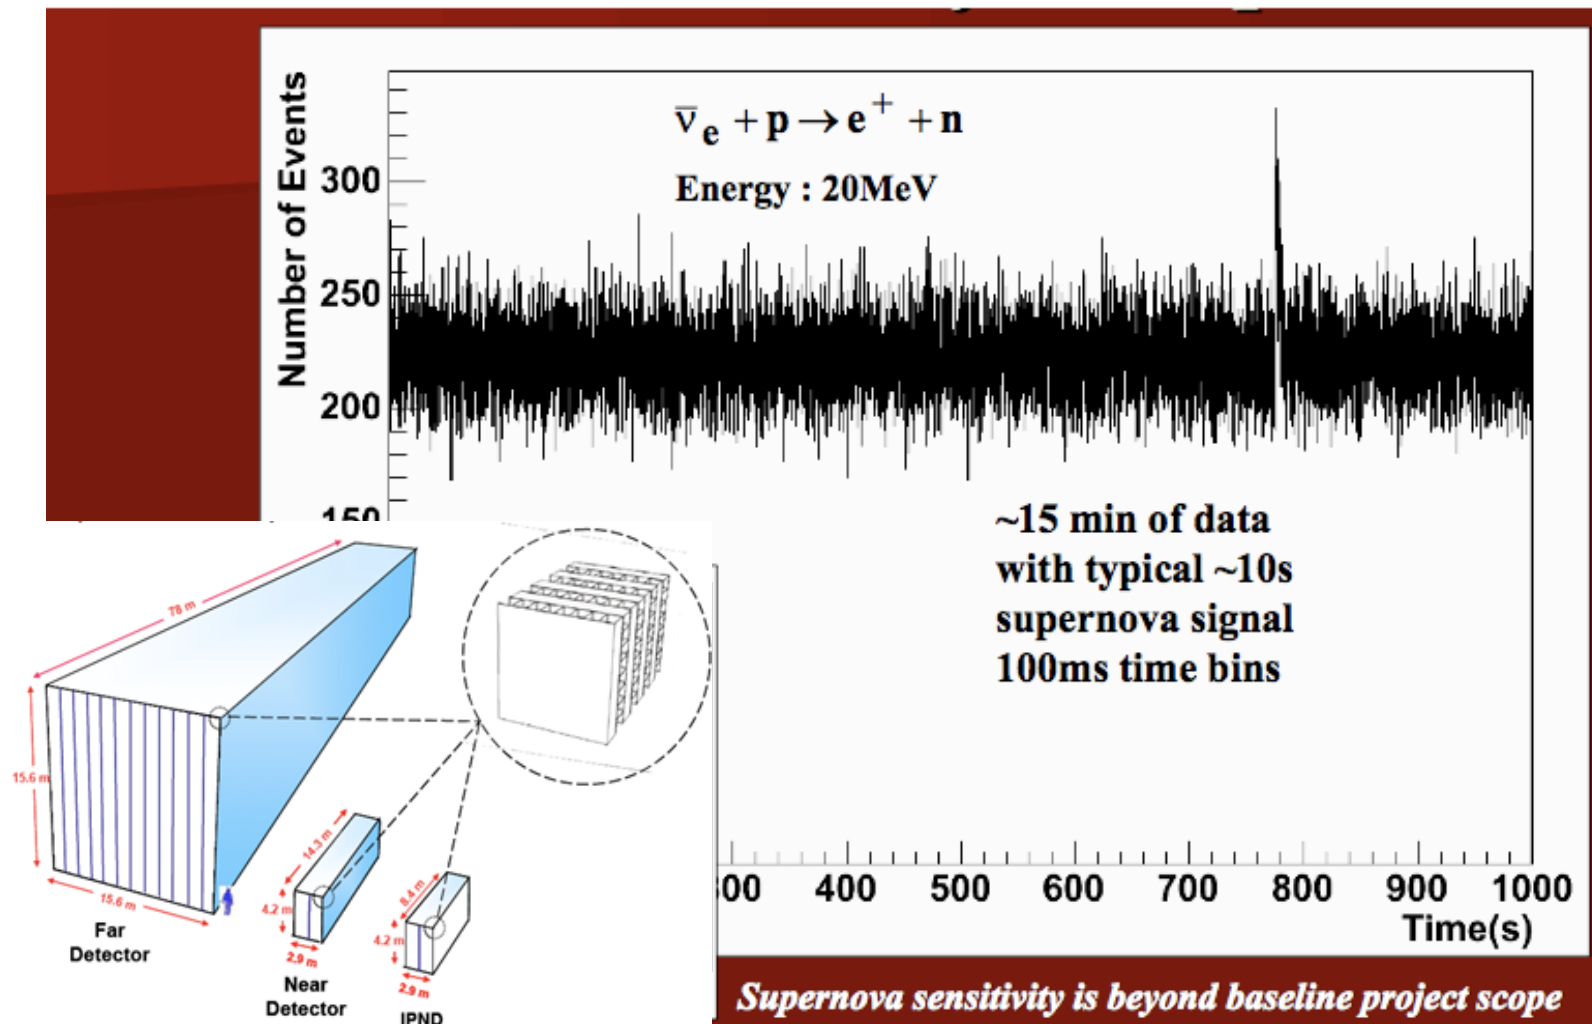 Number of Events
300
250
200
150
ν̅e + p → e+ + n
Energy : 20MeV
~15 min of data
with typical ~10s
supernova signal
100ms time bins
400 500 600 700 800 900 1000
Time(s)
78 m
15.6 m
15.6 m
Far
Detector
14.3 m
4.2 m
2.9 m
Near
Detector
8.4 m
4.2 m
2.9 m
IPND
Supernova sensitivity is beyond baseline project scope